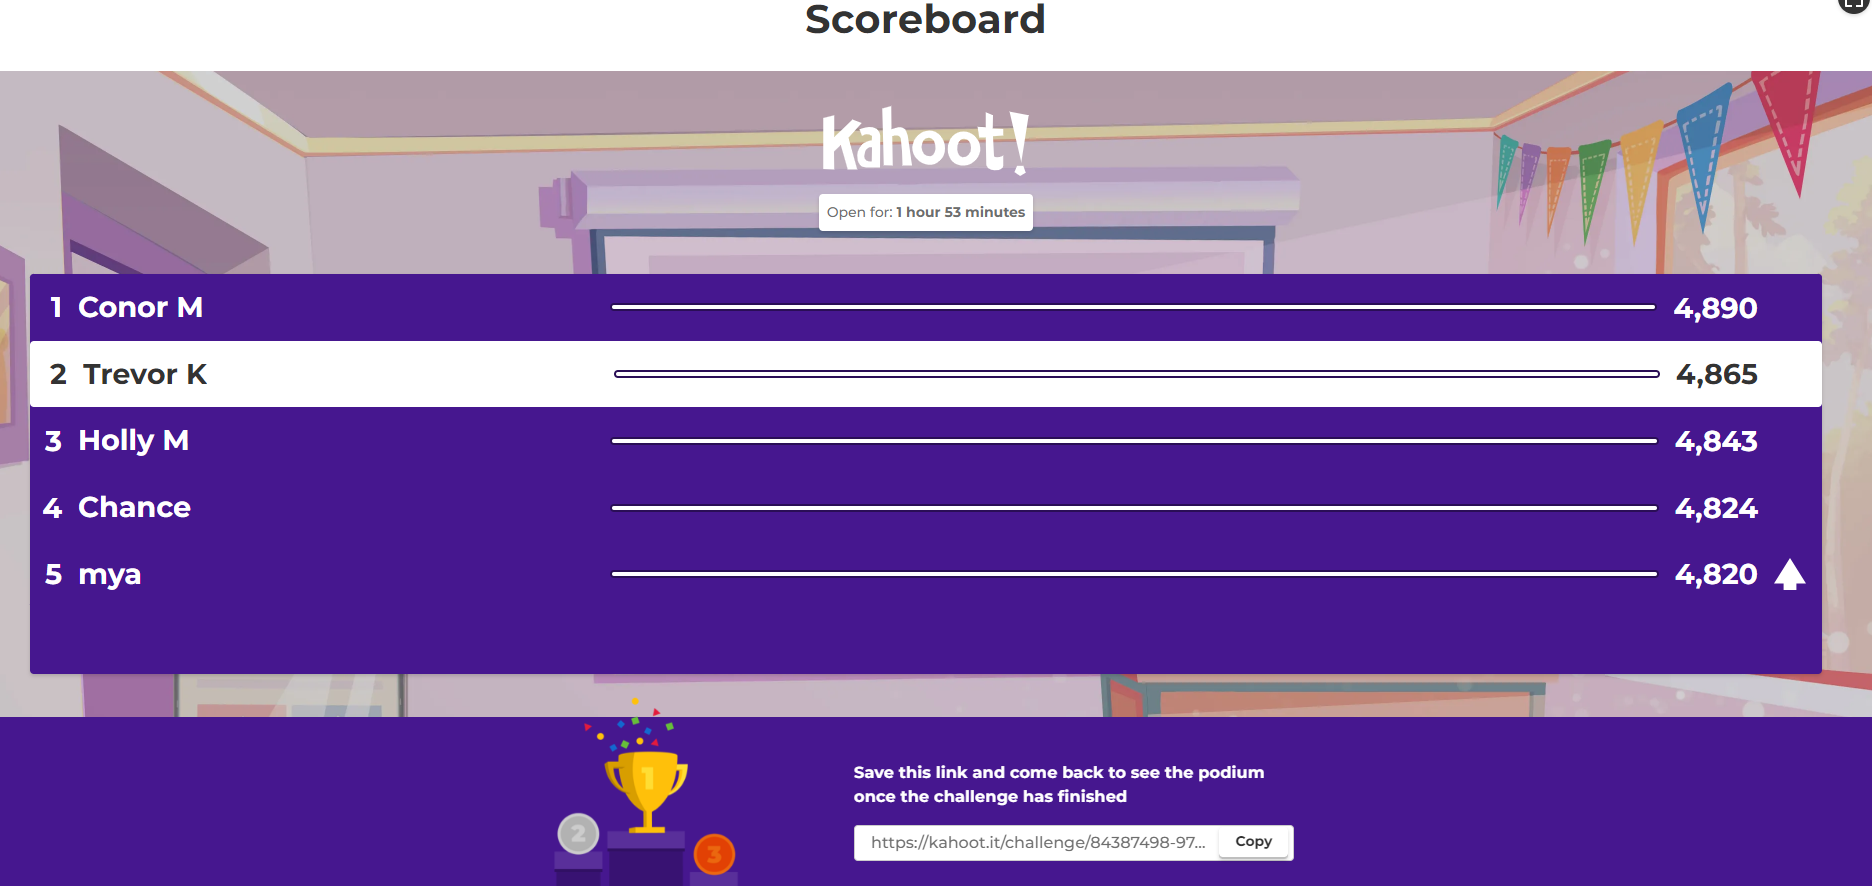 Scoreboard
Kahoot!
Open for: 1 hour 53 minutes
1 Conor M 4,890
2 Trevor K 4,865
3 Holly M 4,843
4 Chance 4,824
5 mya 4,820
1
2
3
Save this link and come back to see the podium
once the challenge has finished
https://kahoot.it/challenge/84387498-97... Copy